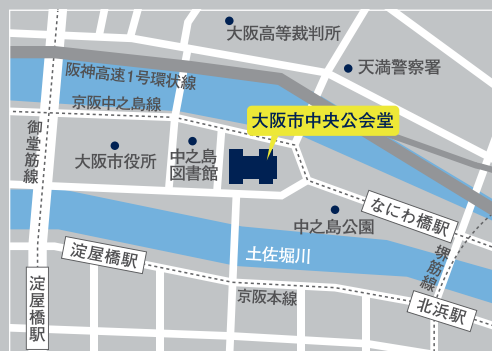 大阪高等裁判所
天満警察署
阪神高速1号環状線
京阪中之島線
大阪市中央公会堂
御堂筋線
大阪市役所
中之島
図書館
なにわ橋駅
中之島公園
淀屋橋駅
土佐堀川
堺筋線
淀屋橋駅
京阪本線
北浜駅